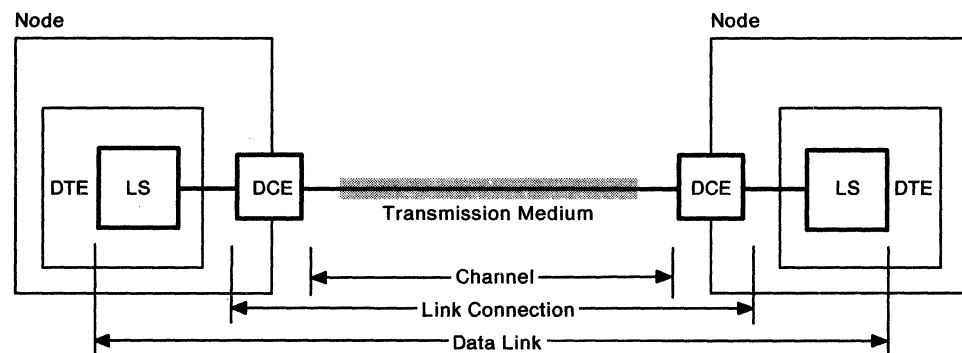 Node
Node
DTE
LS
DCE
DCE
LS
DTE
Transmission Medium
Channel
Link Connection
Data Link